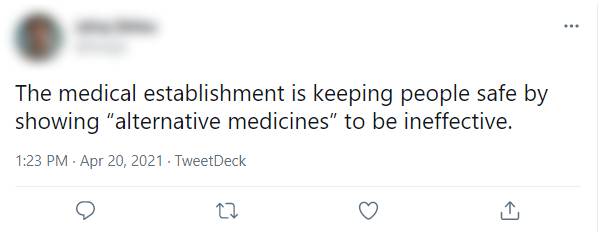 The medical establishment is keeping people safe by
showing “alternative medicines” to be ineffective.
1:23 PM · Apr 20, 2021 · TweetDeck